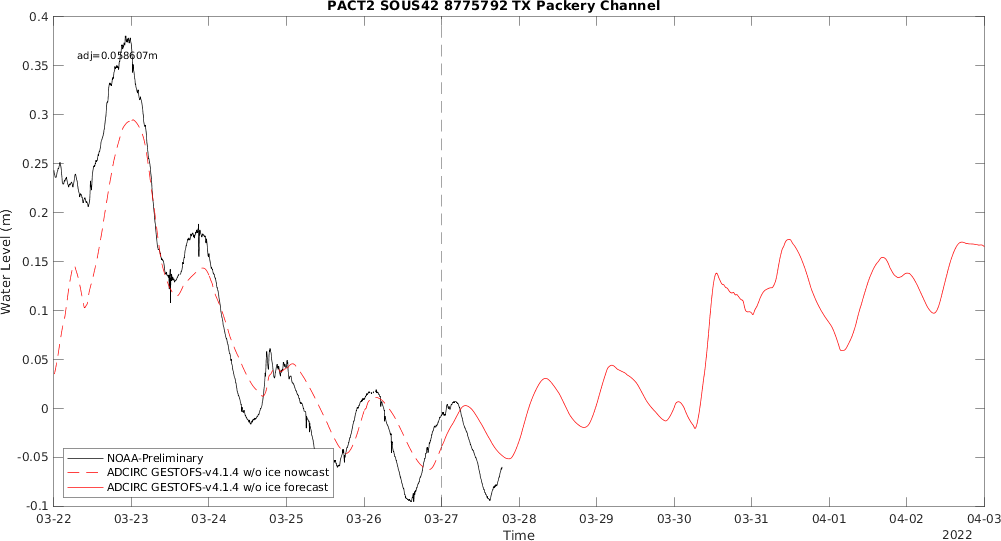 PACT2 SOUS42 8775792 TX Packery Channel
adj=0.058607m
0.4
0.35
0.3
0.25
0.2
0.15
0.1
0.05
0
-0.05
-0.1
Water Level (m)
NOAA-Preliminary
ADCIRC GESTOFS-v4.1.4 w/o ice nowcast
ADCIRC GESTOFS-v4.1.4 w/o ice forecast
03-22 03-23 03-24 03-25 03-26 03-27 03-28 03-29 03-30 03-31 04-01 04-02 04-03
Time
2022